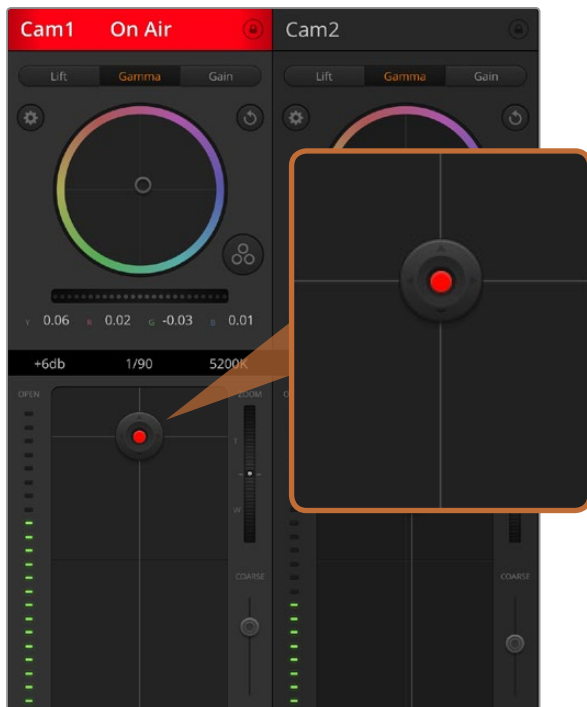 Cam1 On Air
Lift Gamma Gain
Y 0.06 R 0.02 G -0.03 B 0.01
+6db 1/90 5200K
OPEN ZOOM
T
W
COARSE
Cam2
Lift Gamma Gain
COARSE